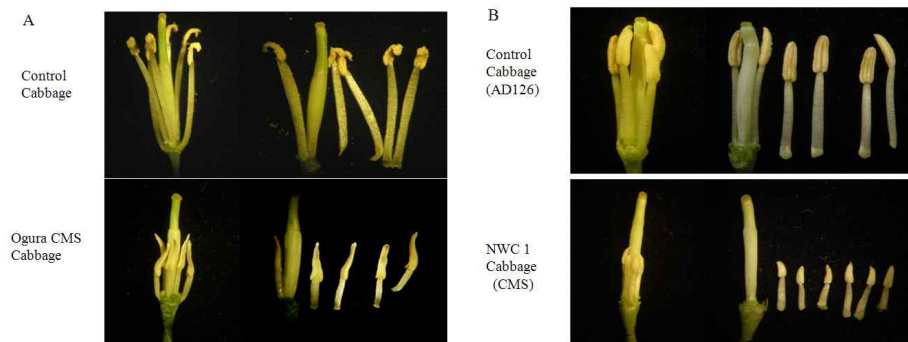 A
Control
Cabbage
Ogura CMS
Cabbage
B
Control
Cabbage
(AD126)
NWC 1
Cabbage
(CMS)